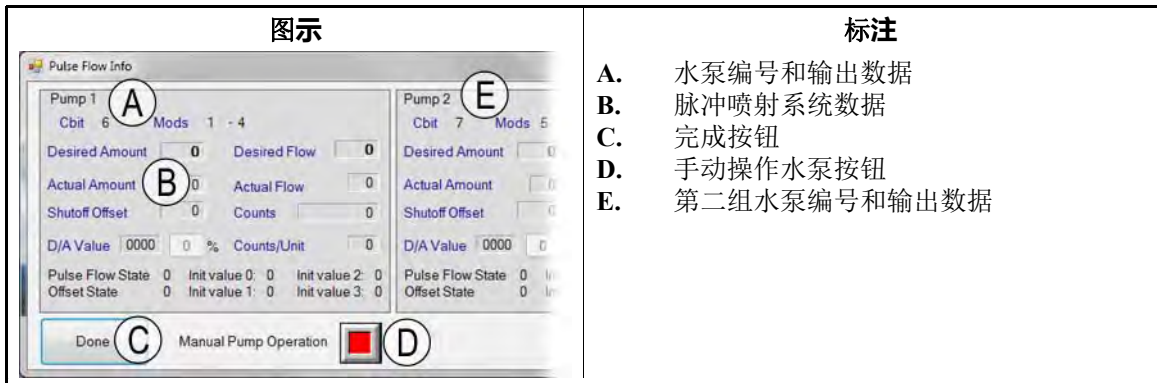 图示
标注
Pulse Flow Info
A
E
Pump 1
Cbit 6 Mods 1 - 4
Desired Amount 0 Desired Flow 0
B
Actual Amount 0 Actual Flow 0
Shutoff Offset 0 Counts 0
D/A Value 0000 0 % Counts/Unit 0
Pulse Flow State 0 Init value 0: 0 Init value 2: 0
Offset State 0 Init value 1: 0 Init value 3: 0
Pump 2
Cbit 7 Mods 5
Desired Amount 0
Actual Amount 0
Shutoff Offset 0
D/A Value 0000 0
Pulse Flow State 0
Offset State 0
Done C Manual Pump Operation D
A. 水泵编号和输出数据
B. 脉冲喷射系统数据
C. 完成按钮
D. 手动操作水泵按钮
E. 第二组水泵编号和输出数据